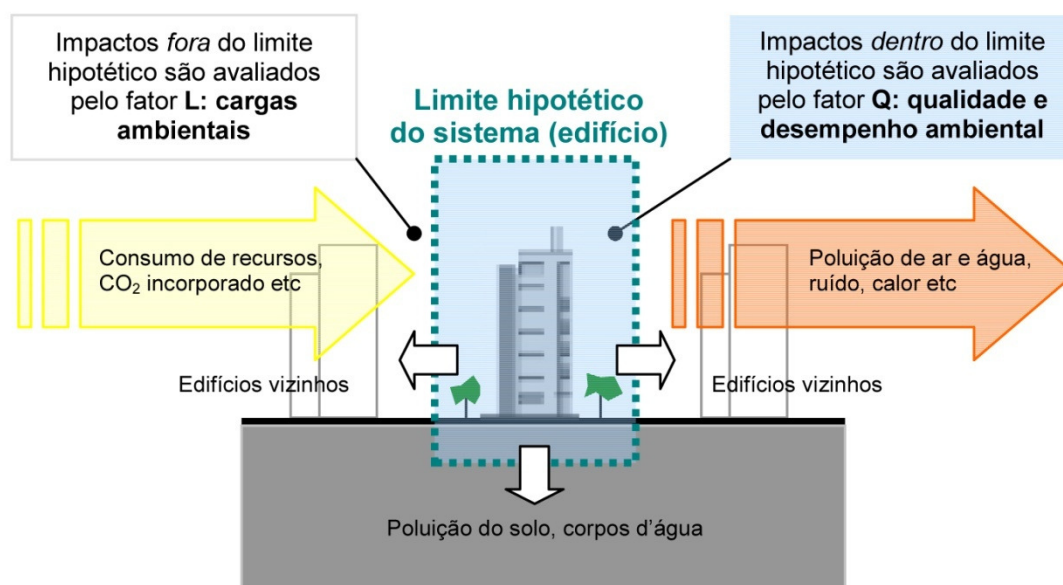 Impactos fora do limite
hipotético são avaliados
pelo fator L: cargas
ambientais
Impactos dentro do limite
hipotético são avaliados
pelo fator Q: qualidade e
desempenho ambiental
Limite hipotético
do sistema (edifício)
Consumo de recursos,
CO₂ incorporado etc
Poluição de ar e água,
ruído, calor etc
Edifícios vizinhos
Edifícios vizinhos
Poluição do solo, corpos d’água